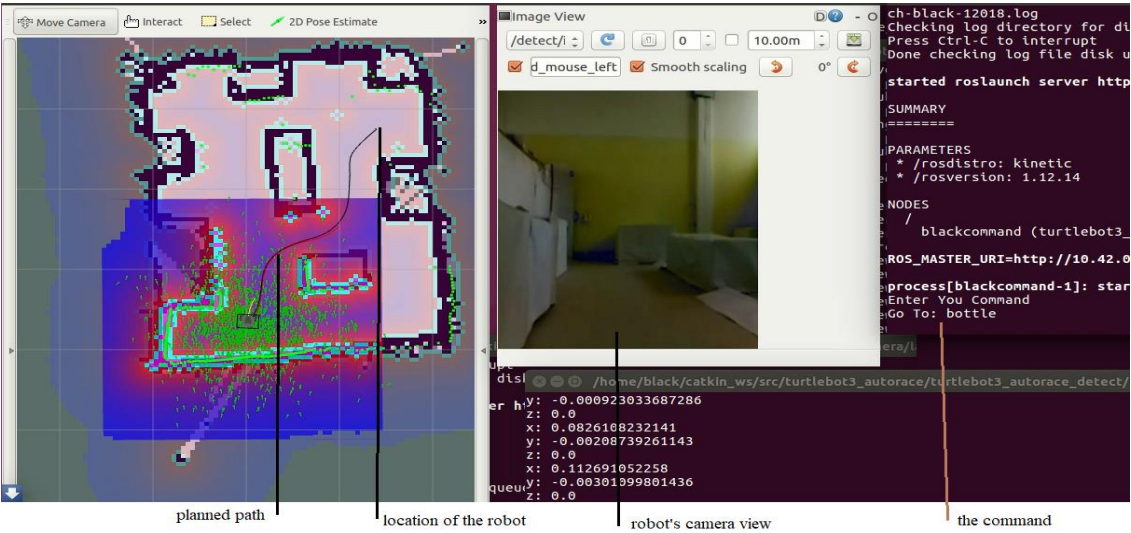 Move Camera Interact Select 2D Pose Estimate »
Image View D - O
/detect/i 0 10.00m
d_mouse_left Smooth scaling 0°
ch-black-12018.log
Checking log directory for di
Press Ctrl-C to interrupt
Done checking log file disk u
started roslaunch server http
SUMMARY
========
PARAMETERS
* /rosdistro: kinetic
* /rosversion: 1.12.14
NODES
/
blackcommand (turtlebot3_
ROS_MASTER_URI=http://10.42.0
process[blackcommand-1]: star
Enter You Command
Go To: bottle
/home/black/catkin_ws/src/turtlebot3_autorace/turtlebot3_autorace_detect/
y: -0.000923033687286
z: 0.0
x: 0.0826108232141
y: -0.00208739261143
z: 0.0
x: 0.112691052258
y: -0.00301099801436
z: 0.0
planned path
location of the robot
robot's camera view
the command